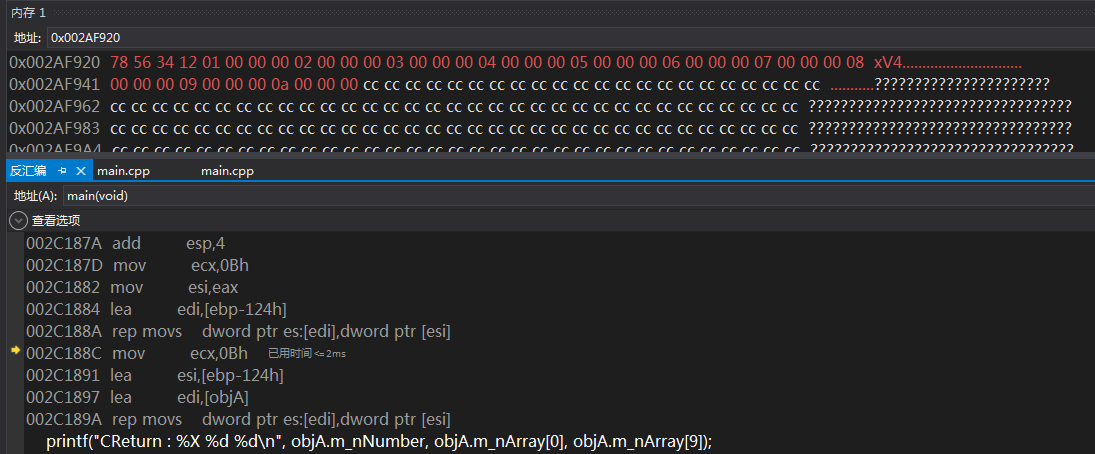 内存 1
地址: 0x002AF920
0x002AF920 78 56 34 12 01 00 00 00 02 00 00 00 03 00 00 00 04 00 00 00 05 00 00 00 06 00 00 00 07 00 00 00 08 xV4.............................
0x002AF941 00 00 00 09 00 00 00 0a 00 00 00 cc cc cc cc cc cc cc cc cc cc cc cc cc cc cc cc cc cc cc cc cc cc ...........??????????????????????
0x002AF962 cc cc cc cc cc cc cc cc cc cc cc cc cc cc cc cc cc cc cc cc cc cc cc cc cc cc cc cc cc cc cc cc cc ?????????????????????????????????
0x002AF983 cc cc cc cc cc cc cc cc cc cc cc cc cc cc cc cc cc cc cc cc cc cc cc cc cc cc cc cc cc cc cc cc cc ?????????????????????????????????
0x002AF9A4 cc cc cc cc cc cc cc cc cc cc cc cc cc cc cc cc cc cc cc cc cc cc cc cc cc cc cc cc cc cc cc cc cc ?????????????????????????????????
反汇编 main.cpp main.cpp
地址(A): main(void)
查看选项
002C187A add esp,4
002C187D mov ecx,0Bh
002C1882 mov esi,eax
002C1884 lea edi,[ebp-124h]
002C188A rep movs dword ptr es:[edi],dword ptr [esi]
002C188C mov ecx,0Bh 已用时间<=2ms
002C1891 lea esi,[ebp-124h]
002C1897 lea edi,[objA]
002C189A rep movs dword ptr es:[edi],dword ptr [esi]
printf("CReturn : %X %d %d\n", objA.m_nNumber, objA.m_nArray[0], objA.m_nArray[9]);